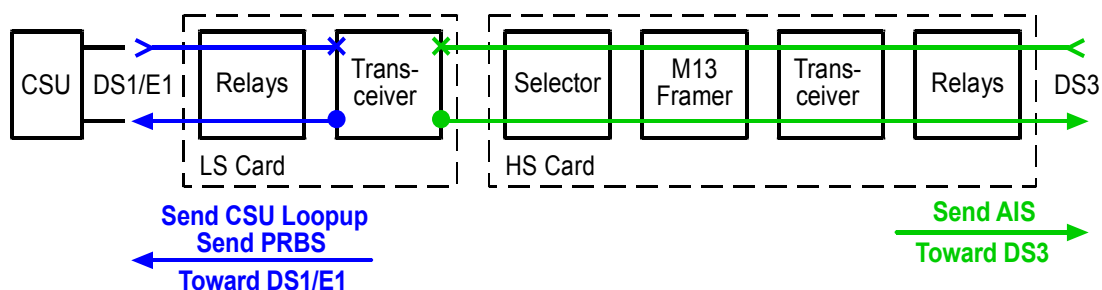 CSU
DS1/E1
Relays
Trans-
ceiver
Selector
M13
Framer
Trans-
ceiver
Relays
DS3
LS Card
HS Card
Send CSU Loopup
Send PRBS
Toward DS1/E1
Send AIS
Toward DS3